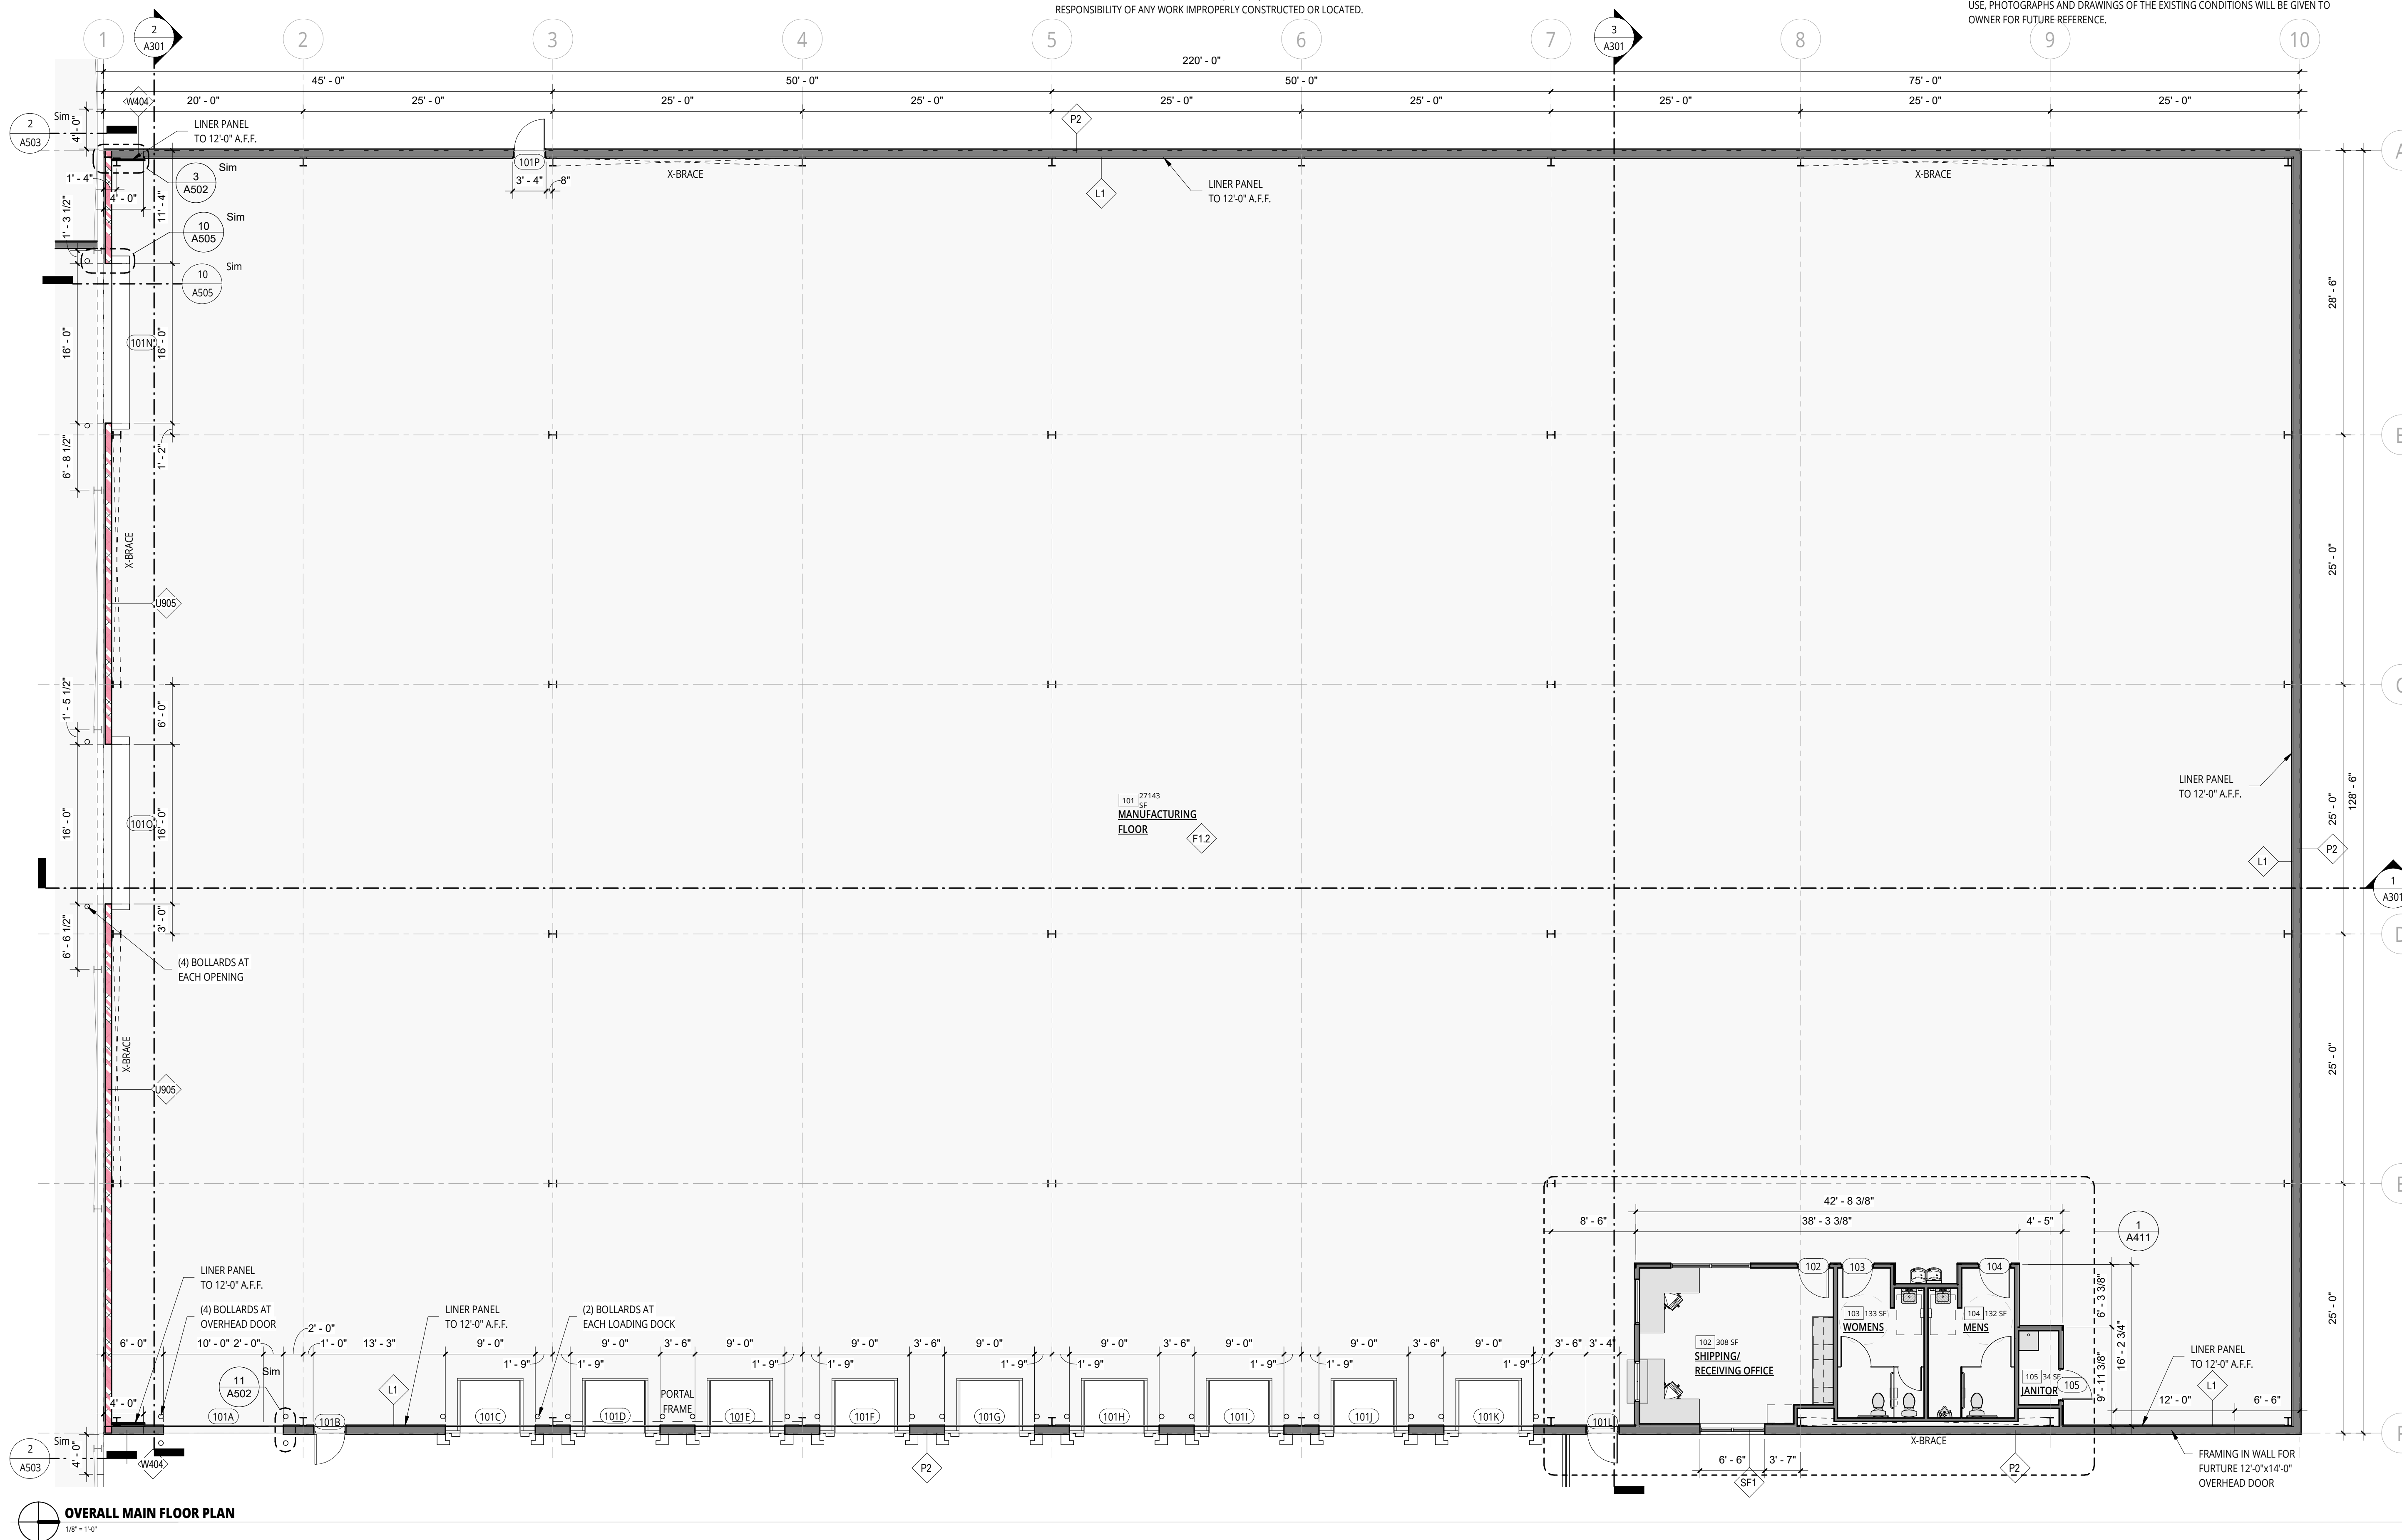 RESPONSIBILITY OF ANY WORK IMPROPERLY CONSTRUCTED OR LOCATED.
USE, PHOTOGRAPHS AND DRAWINGS OF THE EXISTING CONDITIONS WILL BE GIVEN TO
OWNER FOR FUTURE REFERENCE.
1
2
A301
2
3
4
5
6
7
3
A301
8
9
10
220' - 0"
45' - 0"
50' - 0"
50' - 0"
75' - 0"
20' - 0"
25' - 0"
25' - 0"
25' - 0"
25' - 0"
25' - 0"
25' - 0"
25' - 0"
25' - 0"
W404
Sim
2
A503
4' - 0"
LINER PANEL
TO 12'-0" A.F.F.
P2
A
101P
3' - 4"
8"
X-BRACE
L1
LINER PANEL
TO 12'-0" A.F.F.
X-BRACE
1' - 4"
4' - 0"
11' - 4"
3
A502
Sim
1' - 3 1/2"
10
A505
Sim
10
A505
Sim
28' - 6"
16' - 0"
101N
16' - 0"
6' - 8 1/2"
1' - 2"
X-BRACE
U905
25' - 0"
1' - 5 1/2"
6' - 0"
16' - 0"
101O
16' - 0"
101
27143
SF
MANUFACTURING
FLOOR
F1.2
LINER PANEL
TO 12'-0" A.F.F.
25' - 0"
128' - 6"
L1
P2
1
A301
6' - 6 1/2"
3' - 0"
(4) BOLLARDS AT
EACH OPENING
X-BRACE
U905
25' - 0"
42' - 8 3/8"
8' - 6"
38' - 3 3/8"
4' - 5"
1
A411
LINER PANEL
TO 12'-0" A.F.F.
(4) BOLLARDS AT
OVERHEAD DOOR
LINER PANEL
TO 12'-0" A.F.F.
(2) BOLLARDS AT
EACH LOADING DOCK
102
103
104
103
133 SF
WOMENS
104
132 SF
MENS
102
308 SF
SHIPPING/
RECEIVING OFFICE
105
34 SF
JANITOR
105
6' - 3 3/8"
9' - 11 3/8"
16' - 2 3/4"
25' - 0"
LINER PANEL
TO 12'-0" A.F.F.
L1
12' - 0"
6' - 6"
6' - 0"
10' - 0"
2' - 0"
2' - 0"
1' - 0"
13' - 3"
9' - 0"
9' - 0"
3' - 6"
9' - 0"
9' - 0"
3' - 6"
9' - 0"
9' - 0"
3' - 6"
9' - 0"
9' - 0"
3' - 6"
9' - 0"
3' - 6"
3' - 4"
1' - 9"
1' - 9"
1' - 9"
1' - 9"
1' - 9"
1' - 9"
1' - 9"
1' - 9"
1' - 9"
11
A502
Sim
L1
PORTAL
FRAME
4' - 0"
101A
101B
101C
101D
101E
101F
101G
101H
101I
101J
101K
101L
X-BRACE
Sim
2
A503
4' - 0"
W404
P2
6' - 6"
3' - 7"
SF1
P2
FRAMING IN WALL FOR
FURTURE 12'-0"x14'-0"
OVERHEAD DOOR
OVERALL MAIN FLOOR PLAN
1/8" = 1'-0"